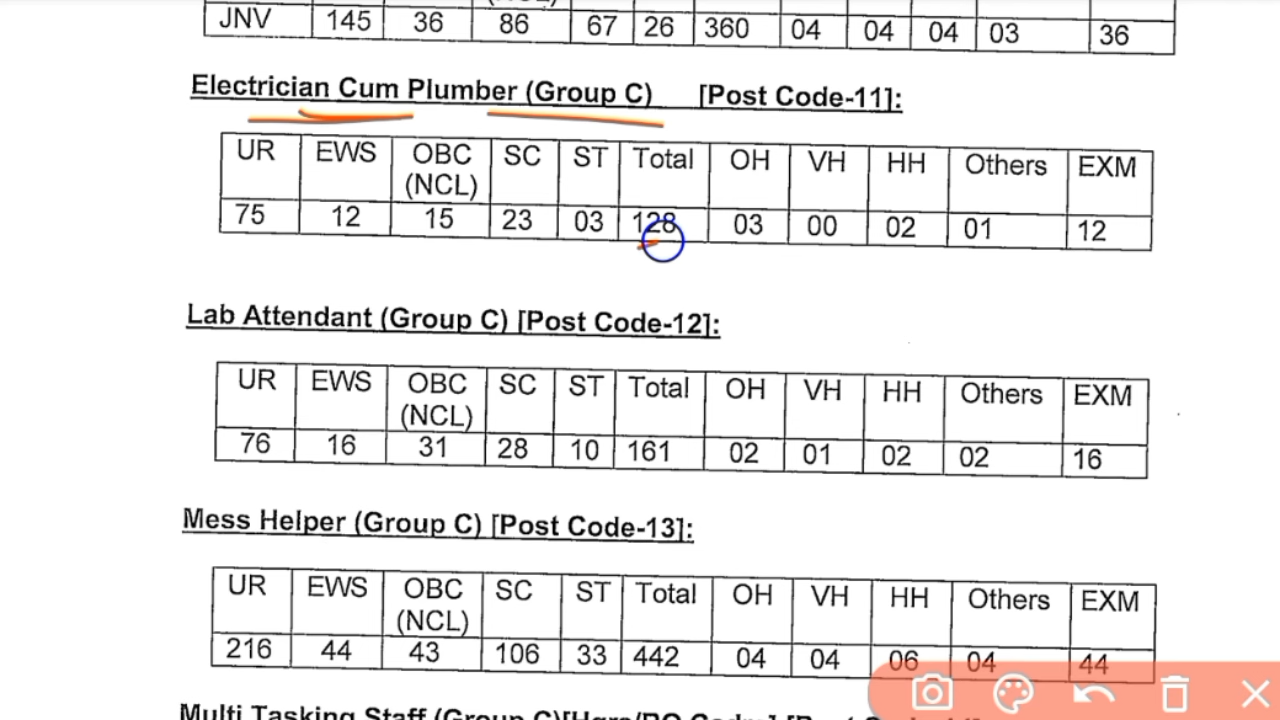 JNV 145 36 86 67 26 360 04 04 04 03 36
Electrician Cum Plumber (Group C) [Post Code-11]:
UR EWS OBC SC ST Total OH VH HH Others EXM
(NCL)
75 12 15 23 03 128 03 00 02 01 12
Lab Attendant (Group C) [Post Code-12]:
UR EWS OBC SC ST Total OH VH HH Others EXM
(NCL)
76 16 31 28 10 161 02 01 02 02 16
Mess Helper (Group C) [Post Code-13]:
UR EWS OBC SC ST Total OH VH HH Others EXM
(NCL)
216 44 43 106 33 442 04 04 06 04 44
Multi Tasking Staff (Group C)